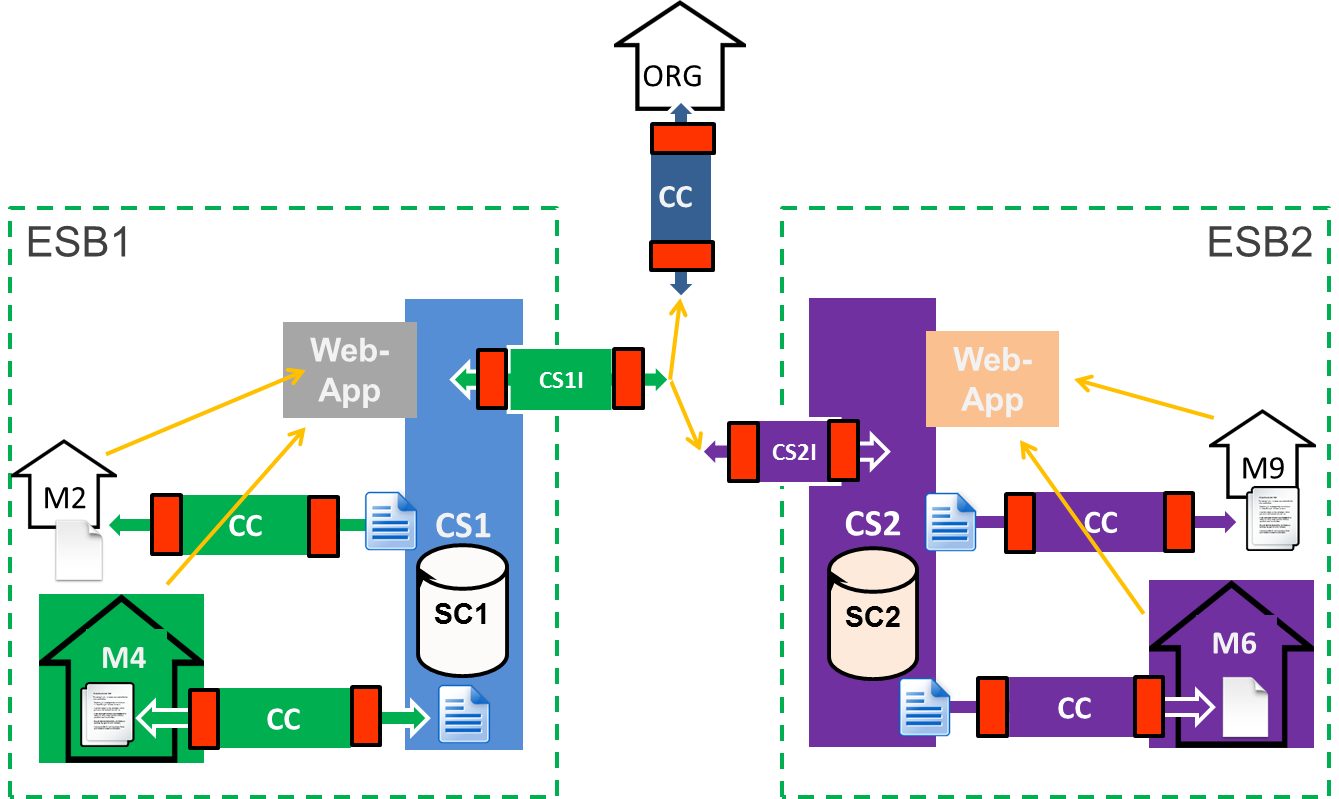 ORG
CC
ESB1
ESB2
Web-
App
Web-
App
CS1I
CS2I
M2
M9
CC
CS1
CS2
CC
SC1
SC2
M4
M6
CC
CC